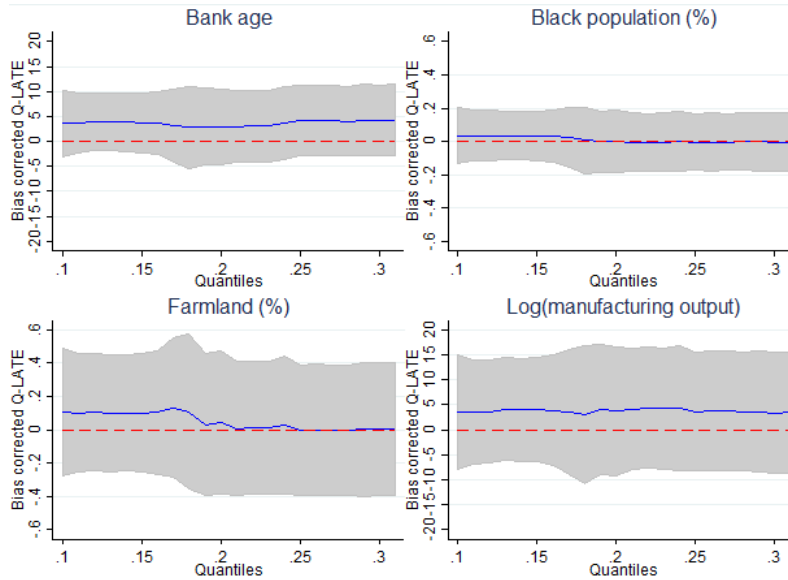 Bank age
Bias corrected Q-LATE
-20-15-10 -5 0 5 10 15 20
.1 .15 .2 .25 .3
Quantiles
Black population (%)
Bias corrected Q-LATE
-.6 -.4 -.2 0 .2 .4 .6
.1 .15 .2 .25 .3
Quantiles
Farmland (%)
Bias corrected Q-LATE
-.6 -.4 -.2 0 .2 .4 .6
.1 .15 .2 .25 .3
Quantiles
Log(manufacturing output)
Bias corrected Q-LATE
-20-15-10 -5 0 5 10 15 20
.1 .15 .2 .25 .3
Quantiles